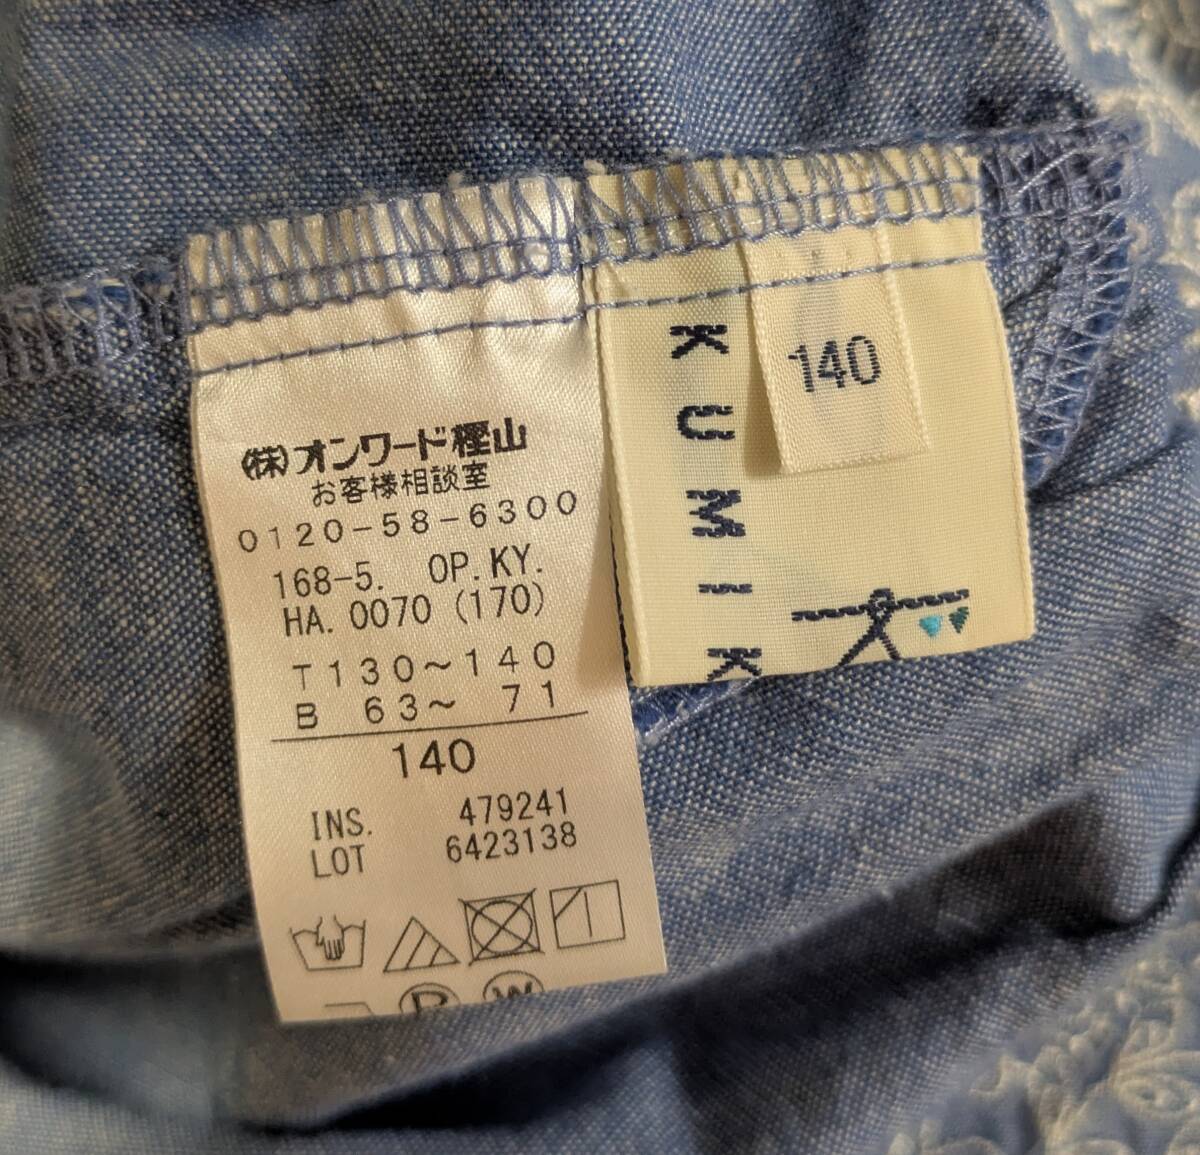 (株)オンワード樫山
お客様相談室
0120-58-6300
168-5. OP.KY.
HA.0070 (170)
T130～140
B 63～ 71
140
INS. 479241
LOT 6423138
P W
KUMIK
140